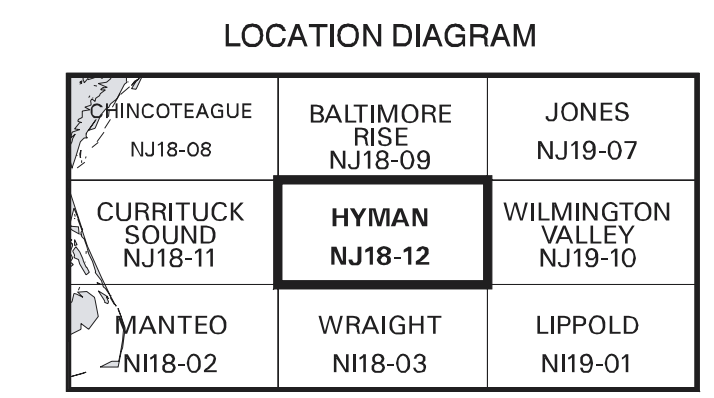 LOCATION DIAGRAM
CHINCOTEAGUE
NJ18-08
BALTIMORE
RISE
NJ18-09
JONES
NJ19-07
CURRITUCK
SOUND
NJ18-11
HYMAN
NJ18-12
WILMINGTON
VALLEY
NJ19-10
MANTEO
NI18-02
WRAIGHT
NI18-03
LIPPOLD
NI19-01